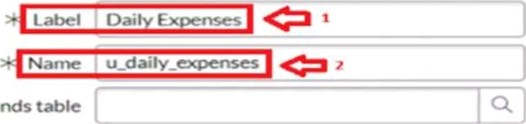 * Label Daily Expenses 1
* Name u_daily_expenses 2
nds table